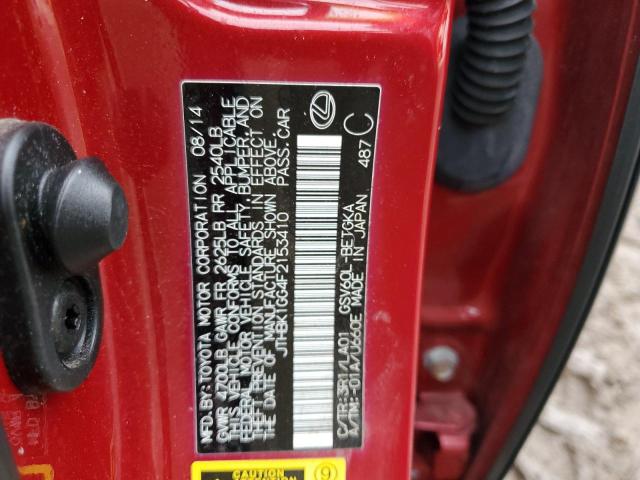 MFD.BY: TOYOTA MOTOR CORPORATION 08/14
GVWR 4700LB GAWR FR 2625LB RR 2540LB
THIS VEHICLE CONFORMS TO ALL APPLICABLE
FEDERAL MOTOR VEHICLE SAFETY, BUMPER, AND
THEFT PREVENTION STANDARDS IN EFFECT ON
THE DATE OF MANUFACTURE SHOWN ABOVE.
JTHBK1GG4F2153410 PASS.CAR
C/TR:3R1/LA01 GSV60L-BETGKA
A/TM:-01A/U660E MADE IN JAPAN 487 C
CAUTION